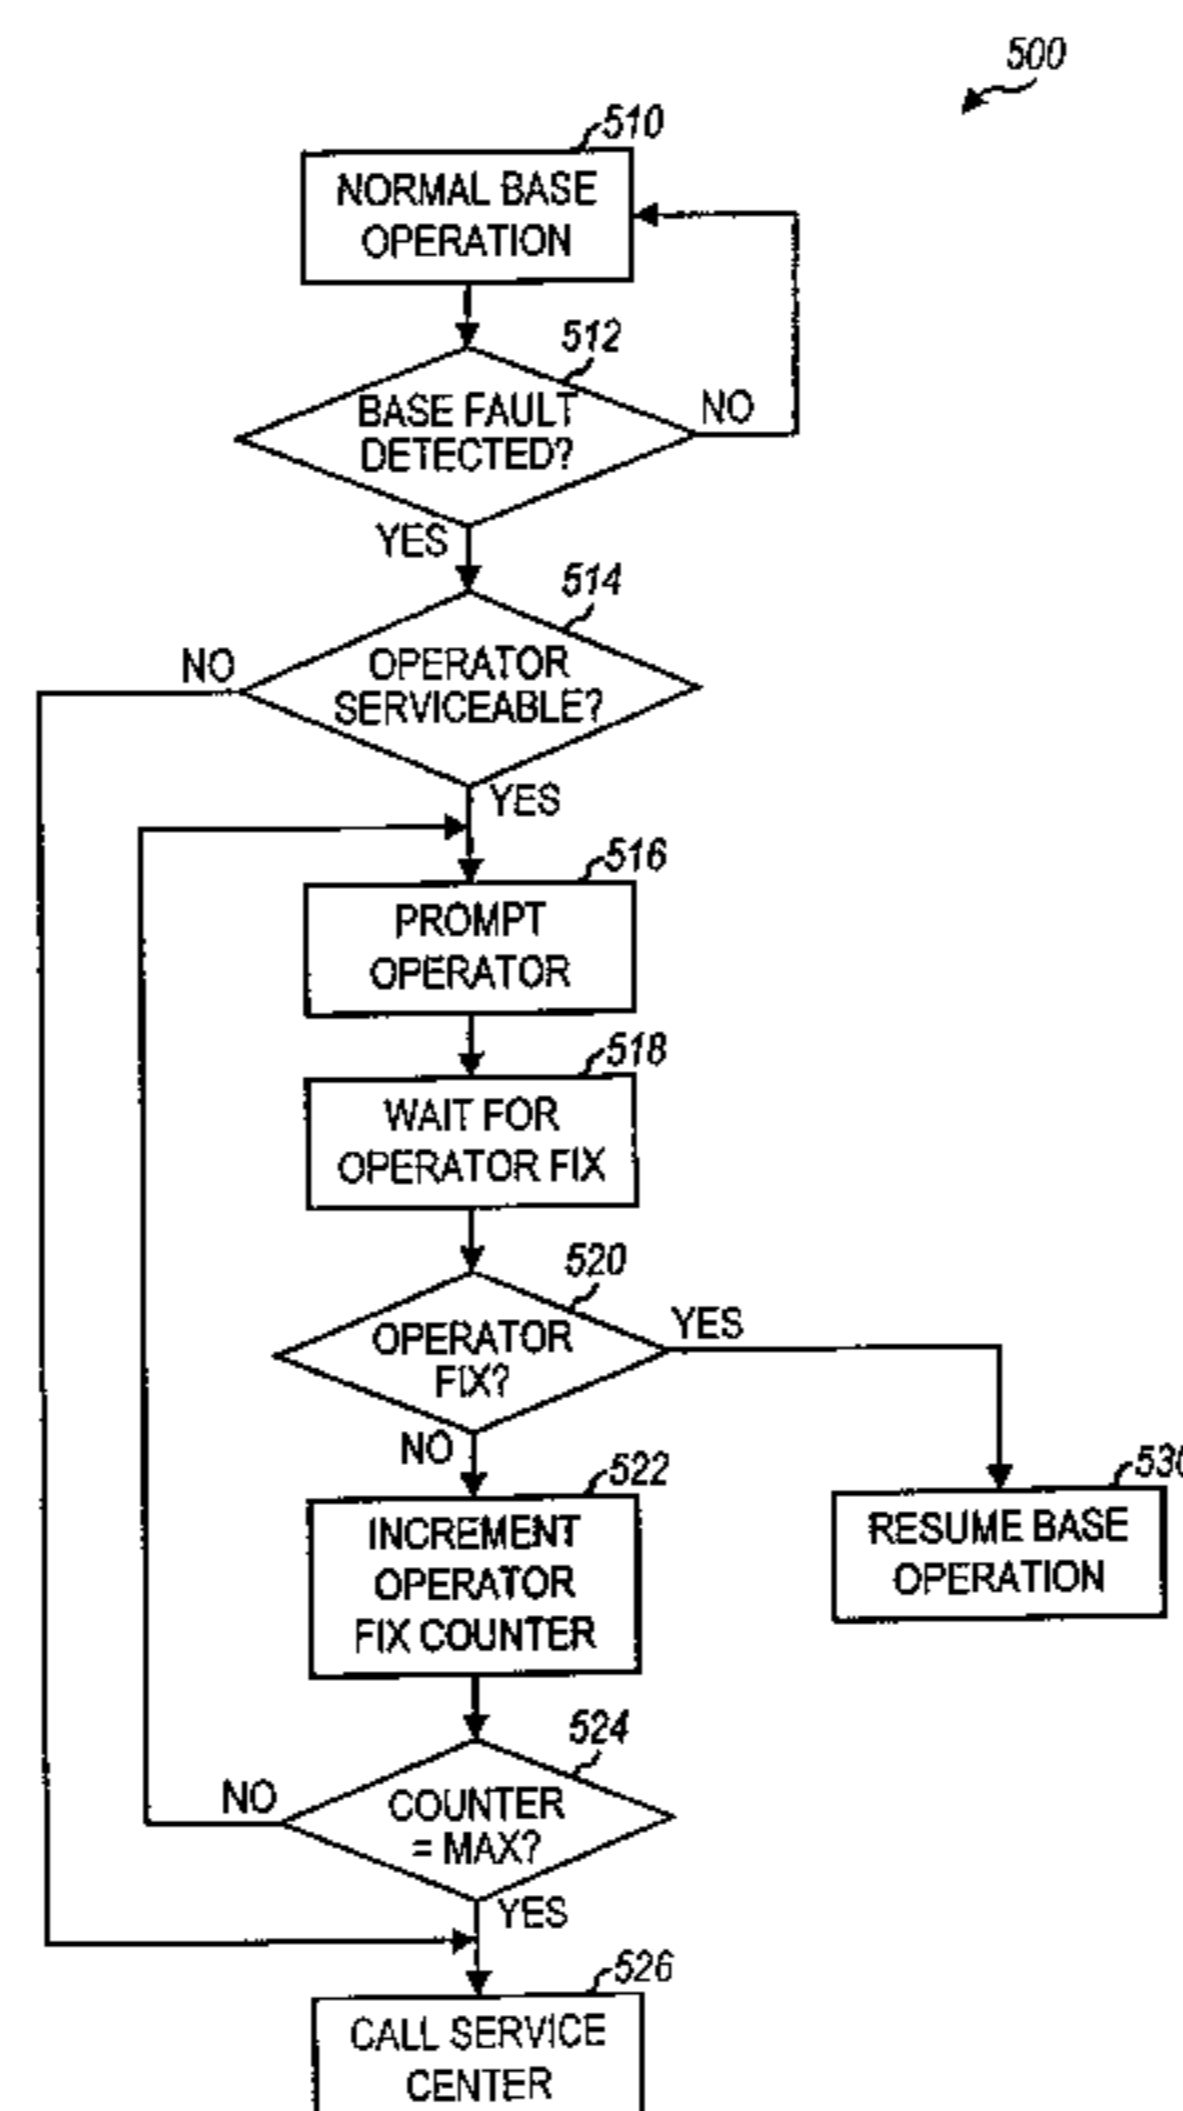 500
510
NORMAL BASE
OPERATION
512
BASE FAULT
DETECTED?
NO
YES
514
NO
OPERATOR
SERVICEABLE?
YES
516
PROMPT
OPERATOR
518
WAIT FOR
OPERATOR FIX
520
OPERATOR
FIX?
YES
NO
522
INCREMENT
OPERATOR
FIX COUNTER
530
RESUME BASE
OPERATION
524
NO
COUNTER
= MAX?
YES
526
CALL SERVICE
CENTER